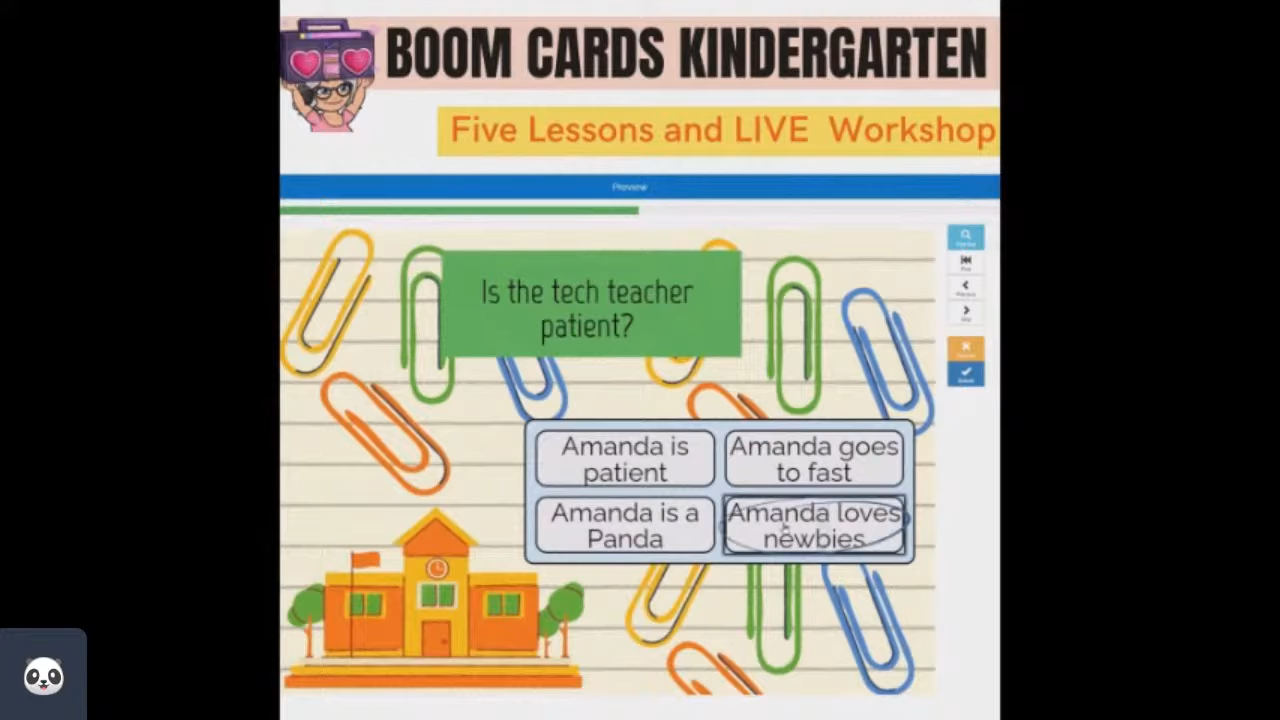 BOOM CARDS KINDERGARTEN
Five Lessons and LIVE Workshop
Preview
Is the tech teacher
patient?
Amanda is
patient
Amanda goes
to fast
Amanda is a
Panda
Amanda loves
newbies